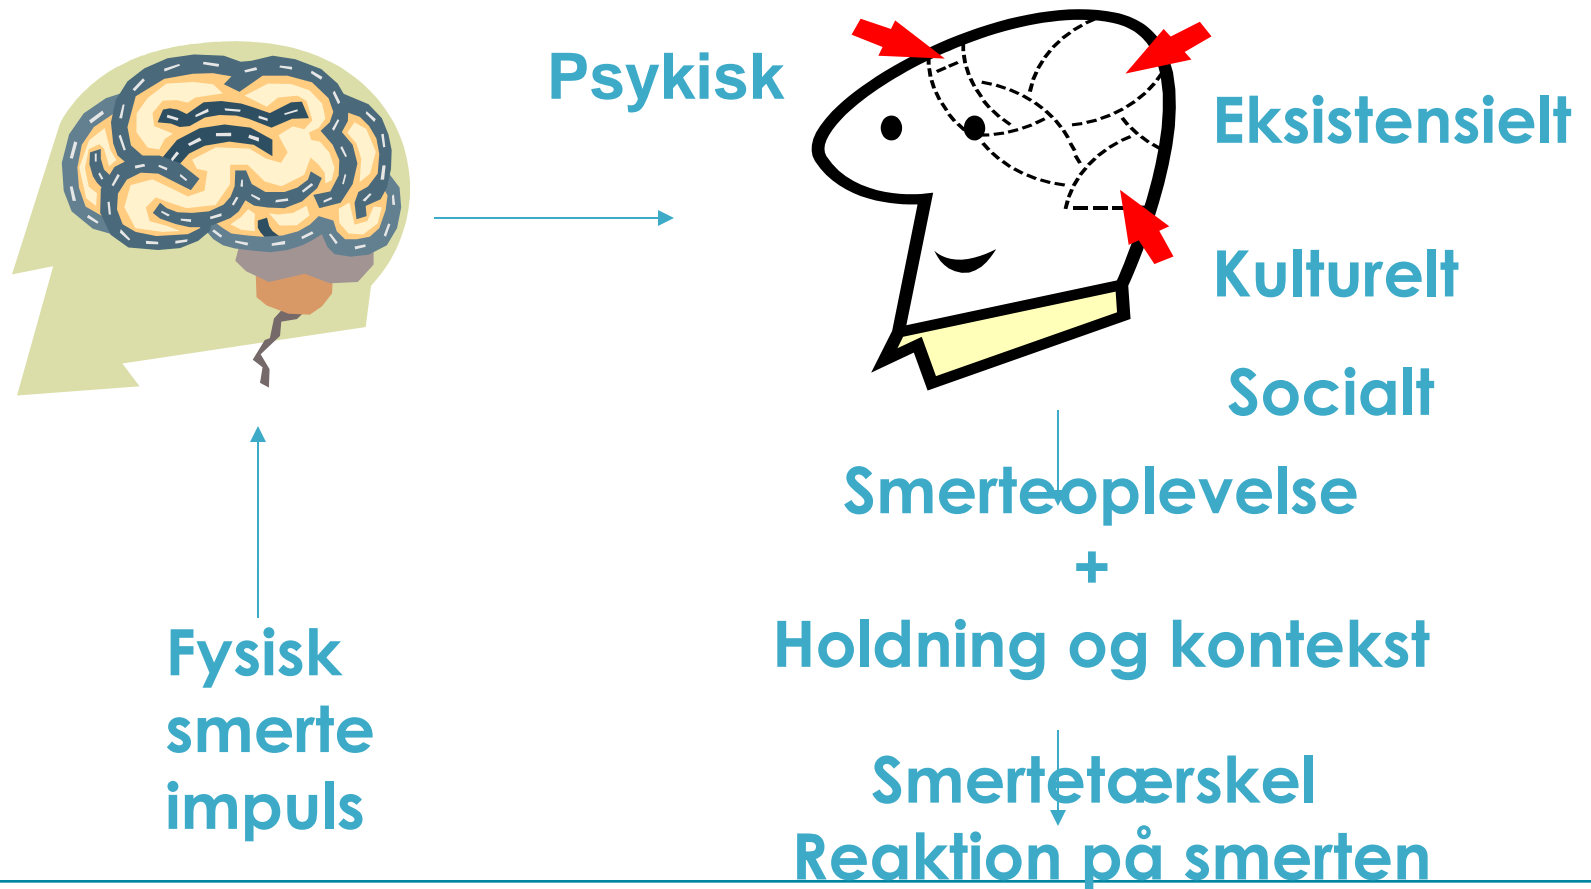 Psykisk
Eksistensielt
Kulturelt
Socialt
Smerteoplevelse
+
Holdning og kontekst
Fysisk
smerte
impuls
Smertetærskel
Reaktion på smerten